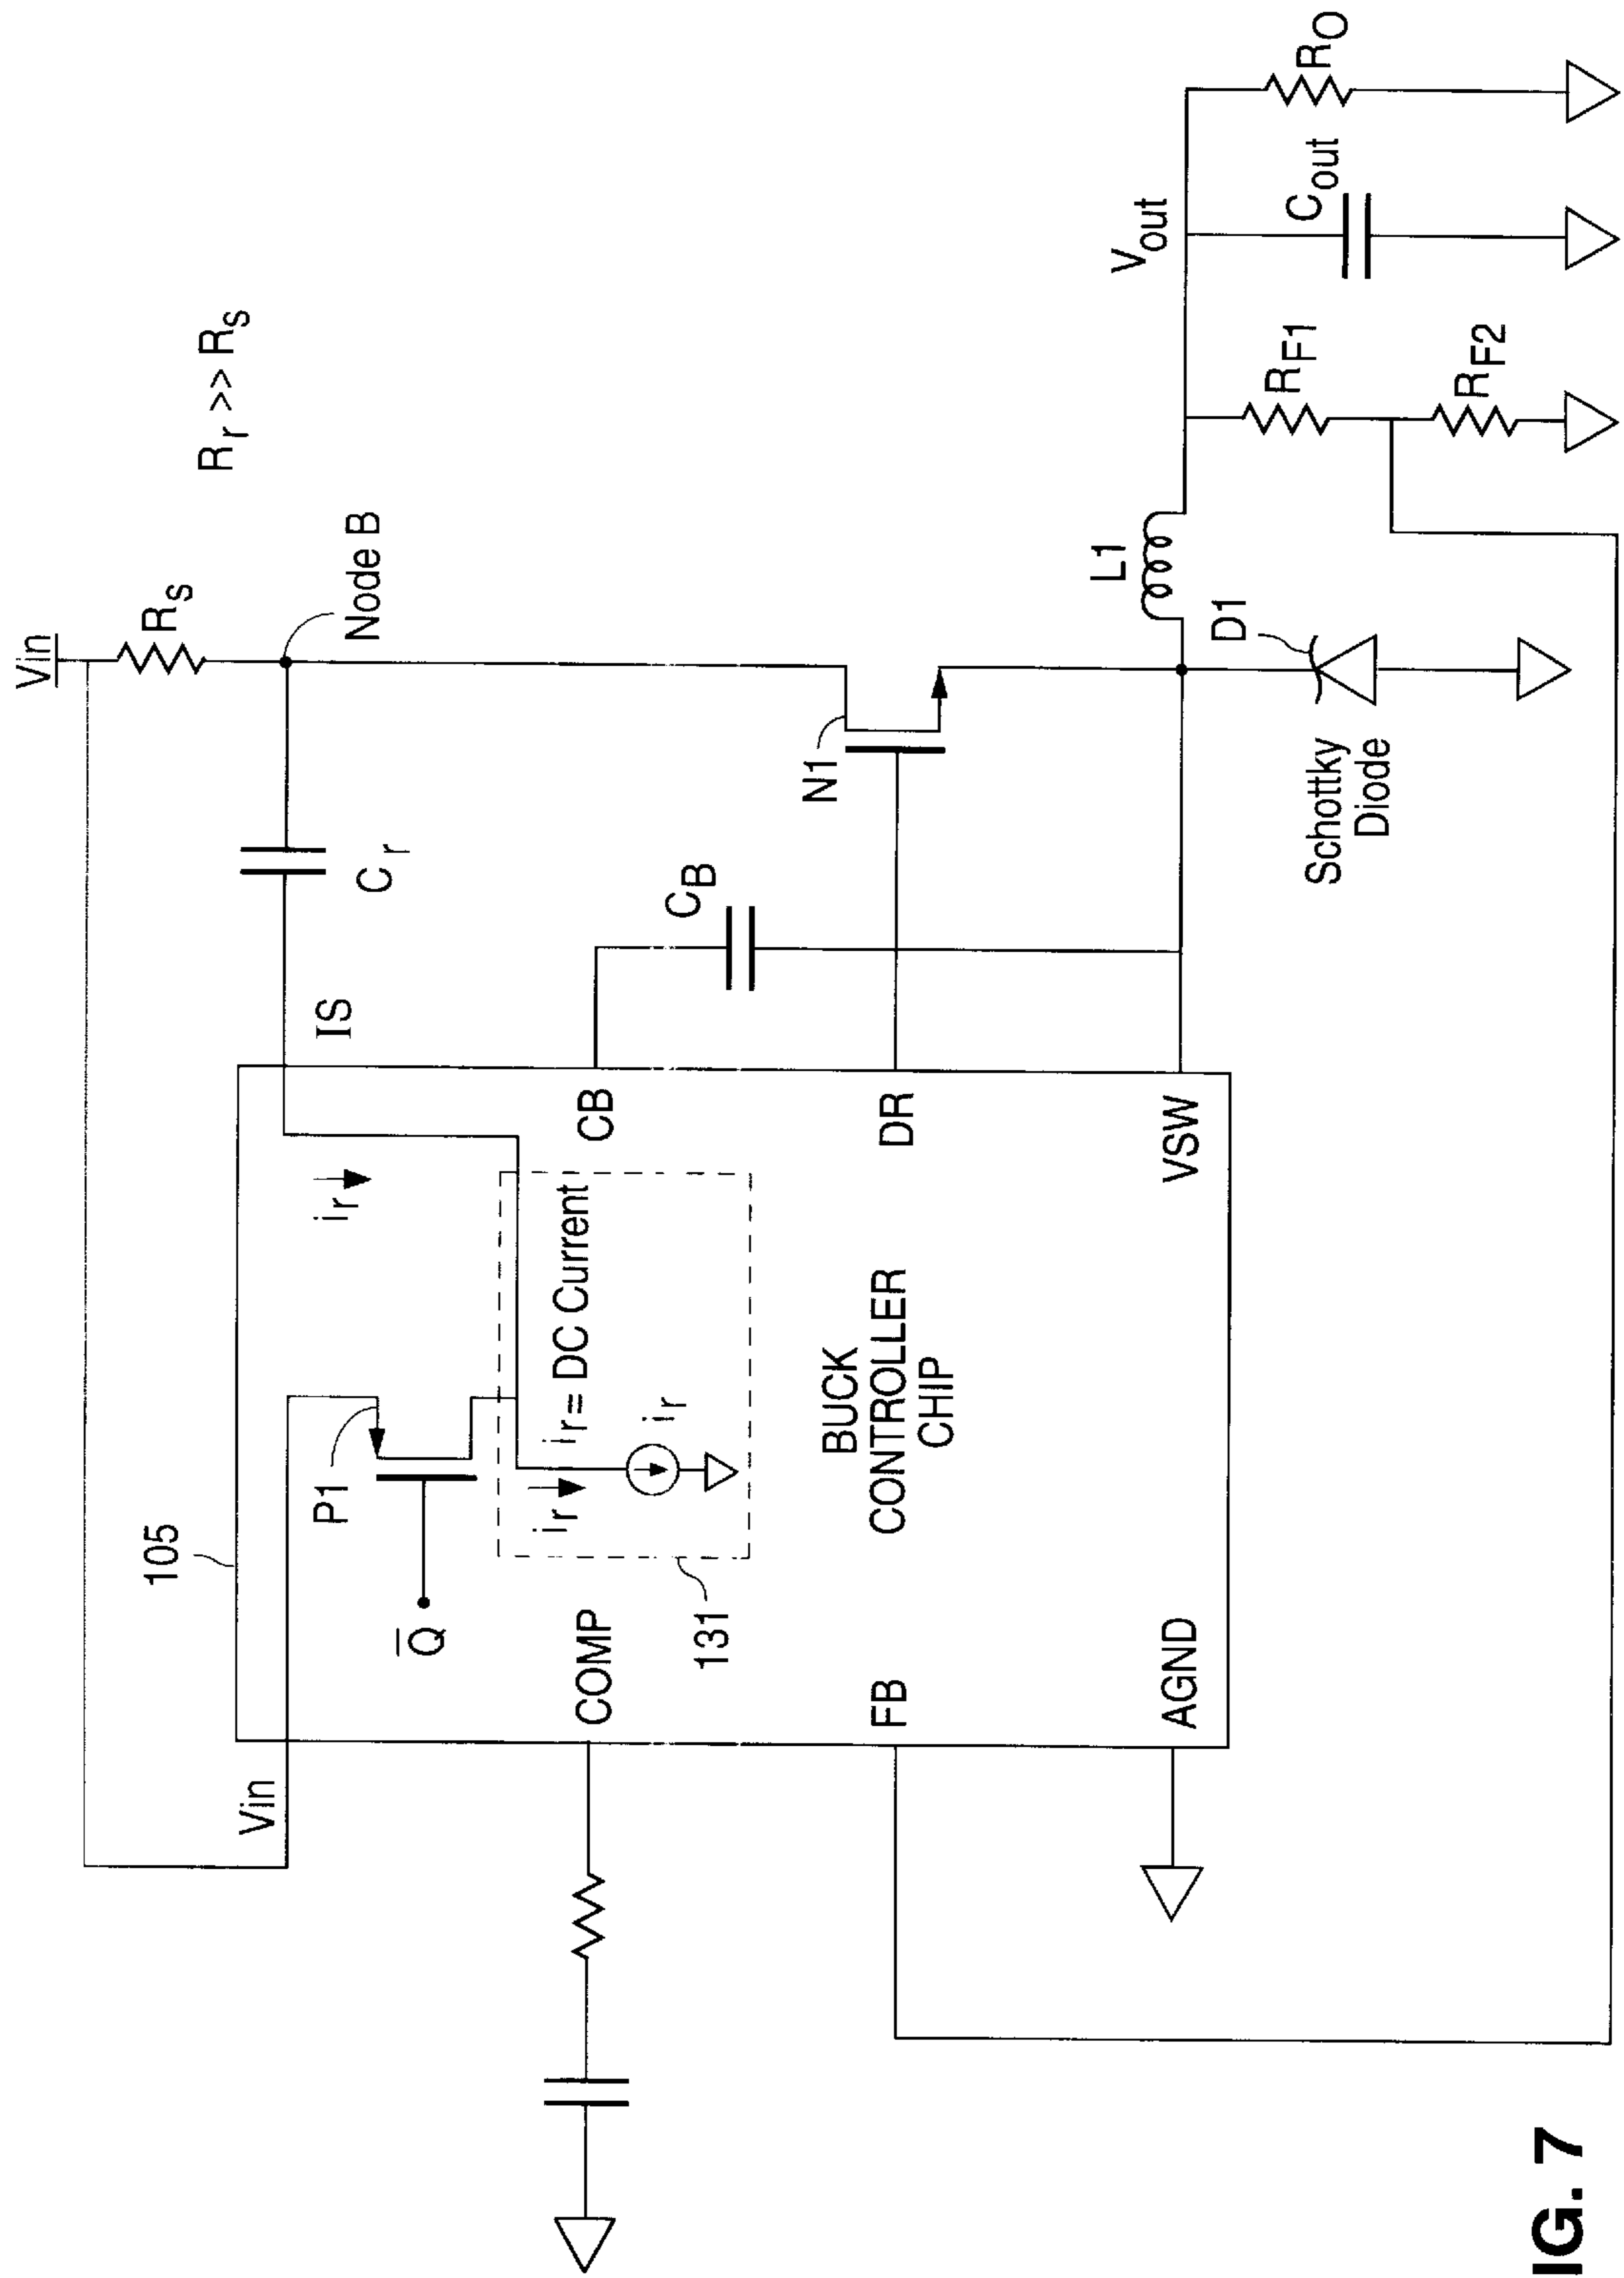 Vin
Rs
Rr >> Rs
Node B
Cr
IS
105
Vin
P1
Q̅
ir
ir = DC Current
ir
ir
131
COMP
CB
CB
N1
DR
FB
BUCK
CONTROLLER
CHIP
AGND
VSW
L1
Vout
D1
Schottky
Diode
RF1
RF2
Cout
RO
IG. 7